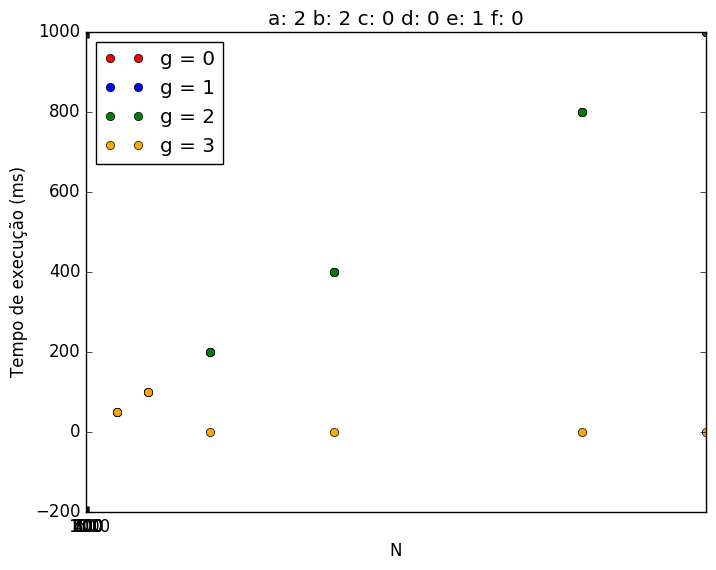 a: 2 b: 2 c: 0 d: 0 e: 1 f: 0
1000
800
600
400
200
0
−200
g = 0
g = 1
g = 2
g = 3
Tempo de execução (ms)
N